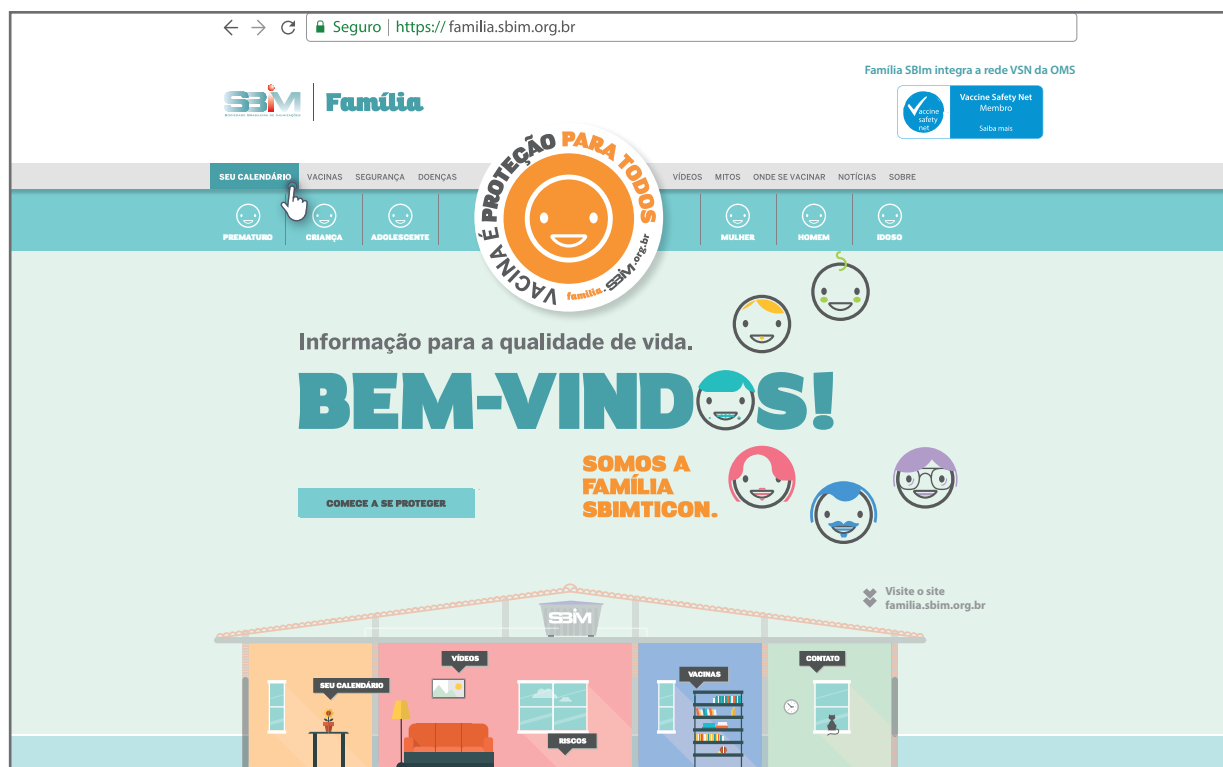 Seguro | https:// familia.sbim.org.br
Família SBIm integra a rede VSN da OMS
SBIM
Família
Vaccine Safety Net
Membro
Saiba mais
Vaccine
safety
net
VACINA É PROTEÇÃO PARA TODOS
família.SBIM.org.br
SEU CALENDÁRIO VACINAS SEGURANÇA DOENÇAS VÍDEOS MITOS ONDE SE VACINAR NOTÍCIAS SOBRE
PREMATURO CRIANÇA ADOLESCENTE MULHER HOMEM IDOSO
Informação para a qualidade de vida.
BEM-VINDOS!
SOMOS A
FAMÍLIA
SBIMTICON.
COMECE A SE PROTEGER
Visite o site
familia.sbim.org.br
SBIM
VÍDEOS
CONTATO
VACINAS
SEU CALENDÁRIO
RISCOS